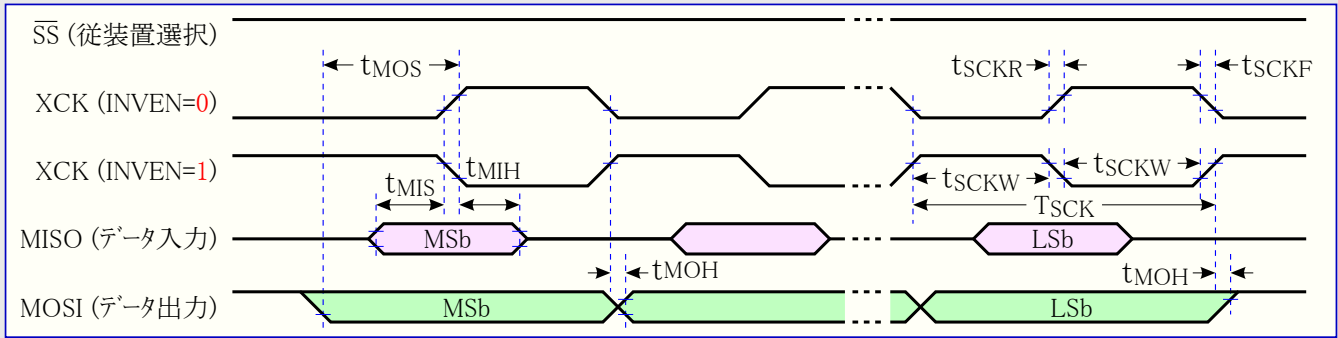 SS (従装置選択)
tMOS
tSCKR
tSCKF
XCK (INVEN=0)
XCK (INVEN=1)
tMIS
tMIH
tSCKW
tSCKW
TSCK
MISO (データ入力)
MSb
LSb
tMOH
tMOH
MOSI (データ出力)
MSb
LSb